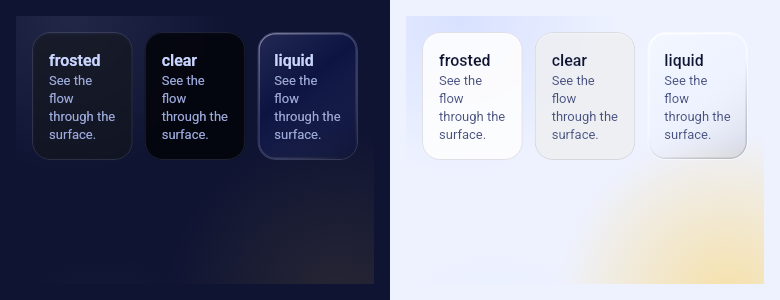 frosted
See the
flow
through the
surface.
clear
See the
flow
through the
surface.
liquid
See the
flow
through the
surface.
frosted
See the
flow
through the
surface.
clear
See the
flow
through the
surface.
liquid
See the
flow
through the
surface.